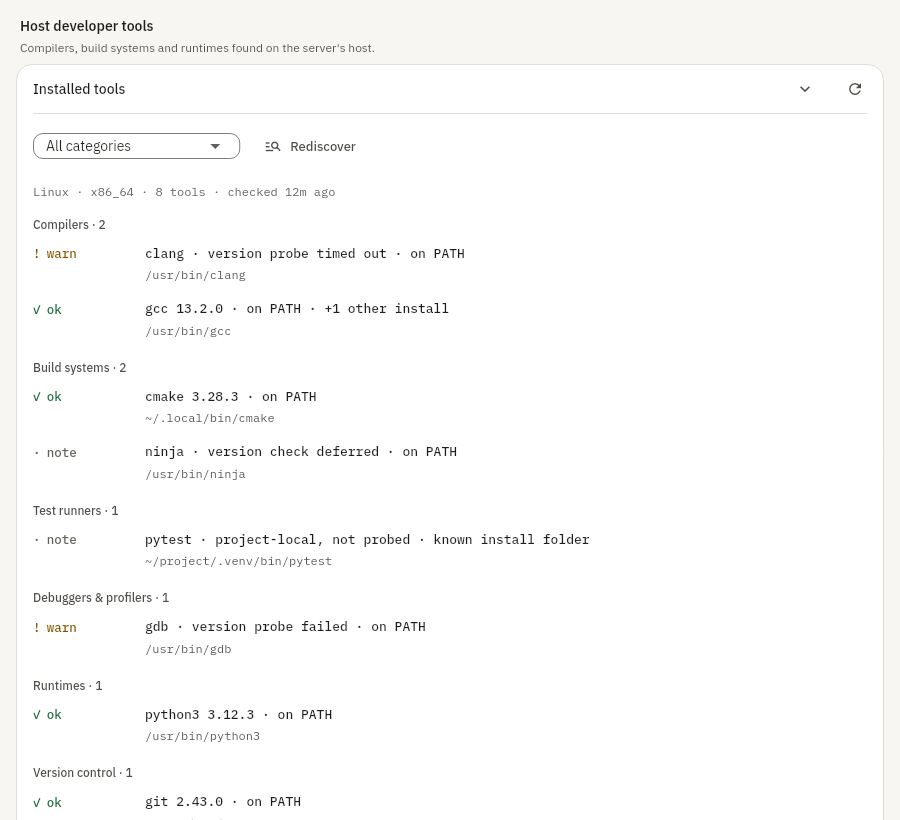 Host developer tools
Compilers, build systems and runtimes found on the server's host.
Installed tools
All categories
Rediscover
Linux · x86_64 · 8 tools · checked 12m ago
Compilers · 2
! warn clang · version probe timed out · on PATH
/usr/bin/clang
✓ ok gcc 13.2.0 · on PATH · +1 other install
/usr/bin/gcc
Build systems · 2
✓ ok cmake 3.28.3 · on PATH
~/.local/bin/cmake
· note ninja · version check deferred · on PATH
/usr/bin/ninja
Test runners · 1
· note pytest · project-local, not probed · known install folder
~/project/.venv/bin/pytest
Debuggers & profilers · 1
! warn gdb · version probe failed · on PATH
/usr/bin/gdb
Runtimes · 1
✓ ok python3 3.12.3 · on PATH
/usr/bin/python3
Version control · 1
✓ ok git 2.43.0 · on PATH